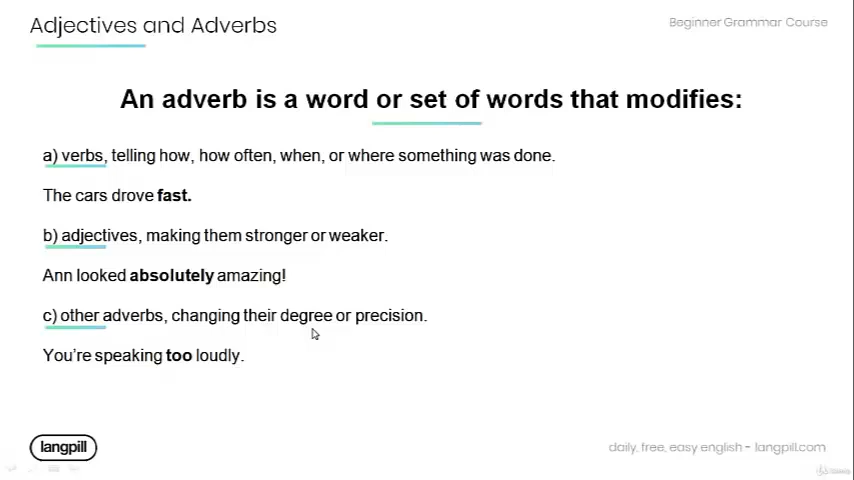 Adjectives and Adverbs
Beginner Grammar Course
An adverb is a word or set of words that modifies:
a) verbs, telling how, how often, when, or where something was done.
The cars drove fast.
b) adjectives, making them stronger or weaker.
Ann looked absolutely amazing!
c) other adverbs, changing their degree or precision.
You're speaking too loudly.
langpill
daily, free, easy english - langpill.com
Udemy